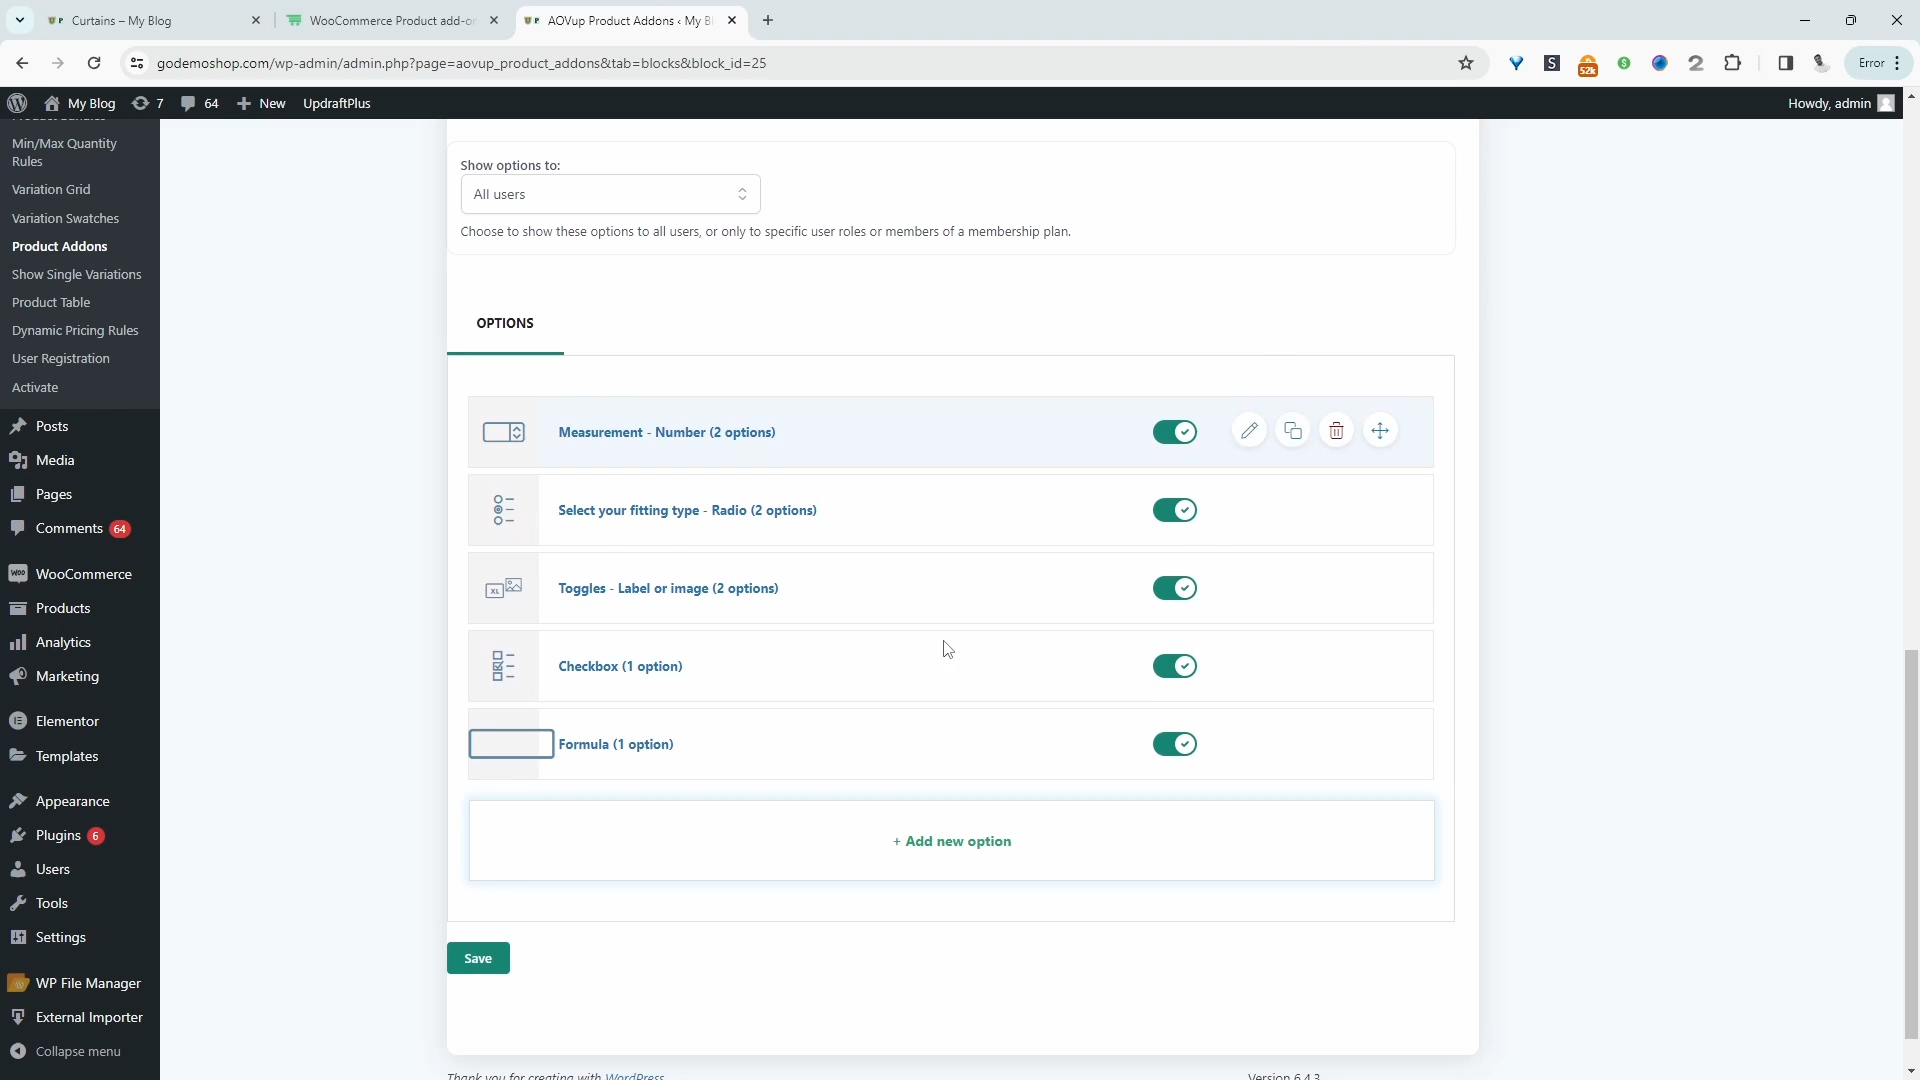 Curtains – My Blog
WooCommerce Product add-on
AOVup Product Addons ‹ My Bl
godemoshop.com/wp-admin/admin.php?page=aovup_product_addons&tab=blocks&block_id=25
52k
Error
My Blog
7
64
New
UpdraftPlus
Howdy, admin
Min/Max Quantity
Rules
Variation Grid
Variation Swatches
Product Addons
Show Single Variations
Product Table
Dynamic Pricing Rules
User Registration
Activate
Posts
Media
Pages
Comments 64
WooCommerce
Products
Analytics
Marketing
Elementor
Templates
Appearance
Plugins 6
Users
Tools
Settings
WP File Manager
External Importer
Collapse menu
Show options to:
All users
Choose to show these options to all users, or only to specific user roles or members of a membership plan.
OPTIONS
Measurement - Number (2 options)
Select your fitting type - Radio (2 options)
XL
Toggles - Label or image (2 options)
Checkbox (1 option)
Formula (1 option)
+ Add new option
Save
Thank you for creating with WordPress
Version 6.4.3